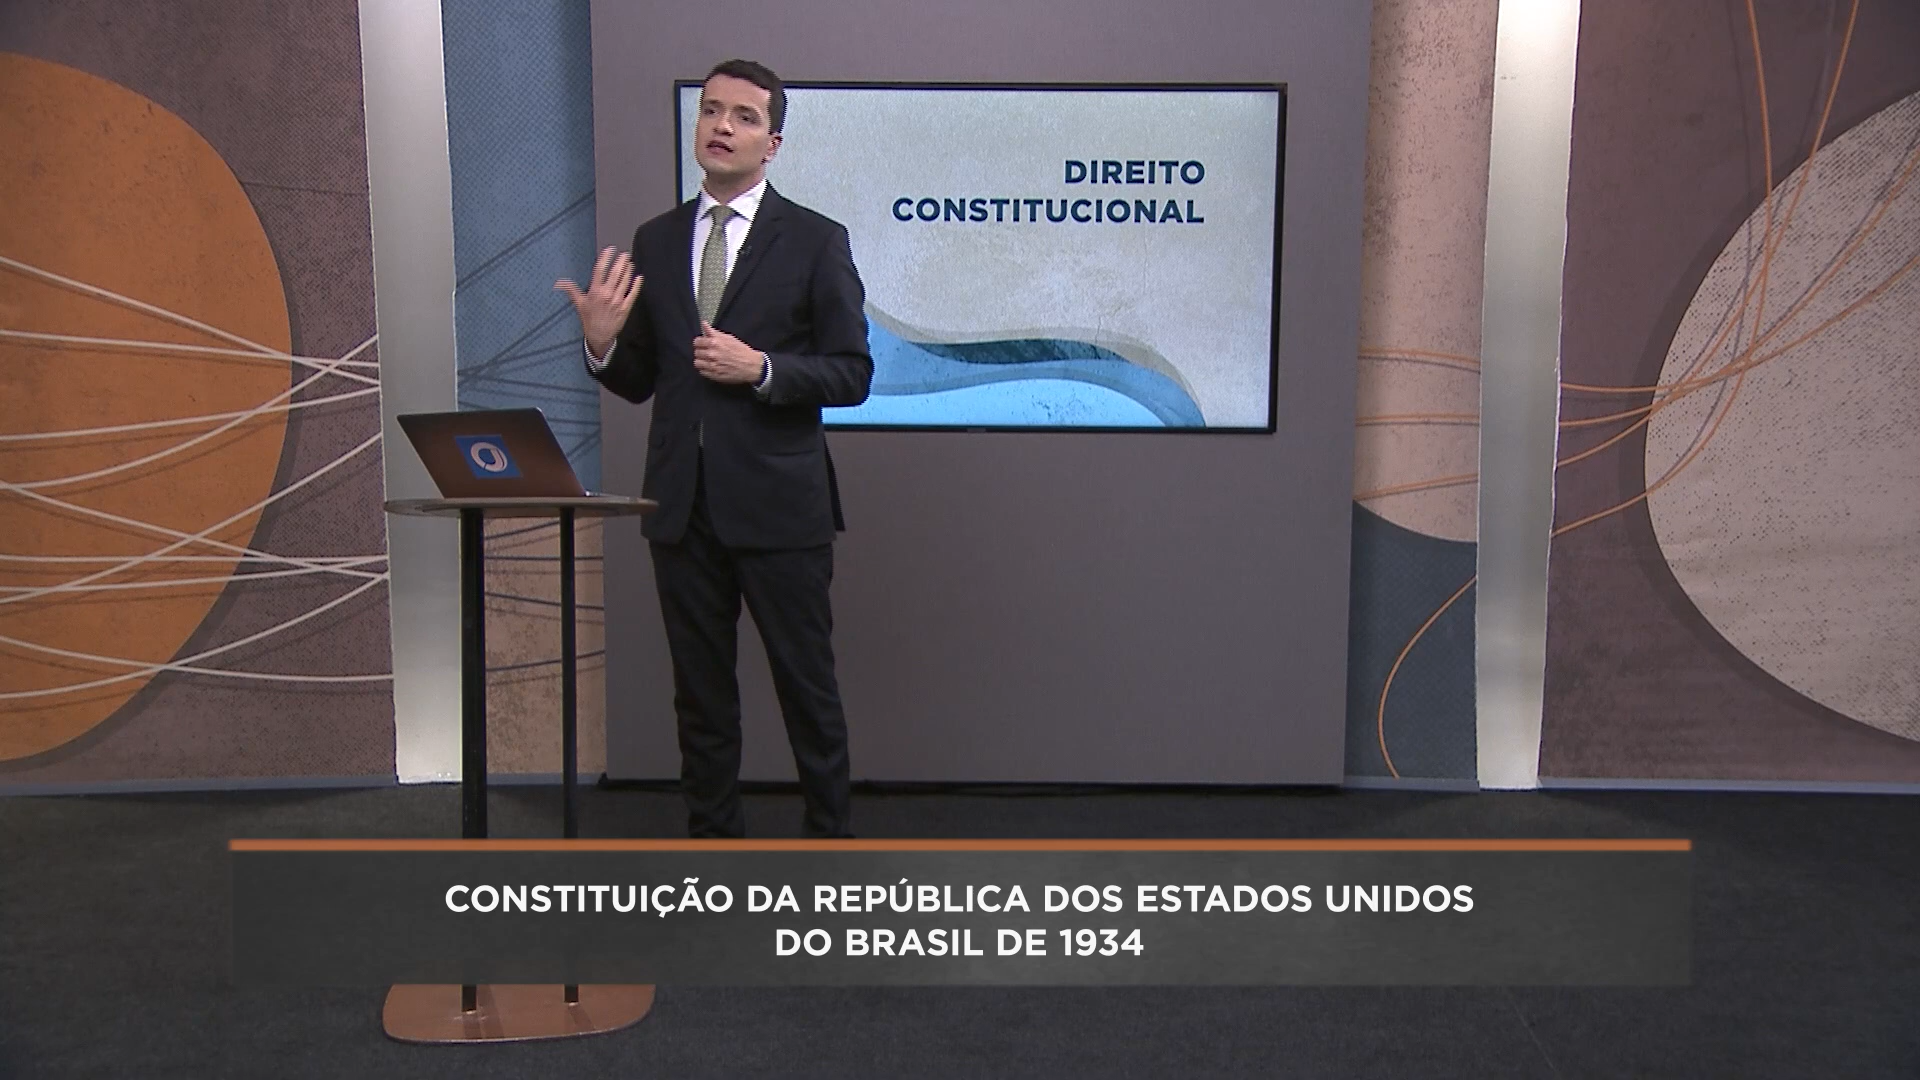 DIREITO
CONSTITUCIONAL
CONSTITUIÇÃO DA REPÚBLICA DOS ESTADOS UNIDOS
DO BRASIL DE 1934